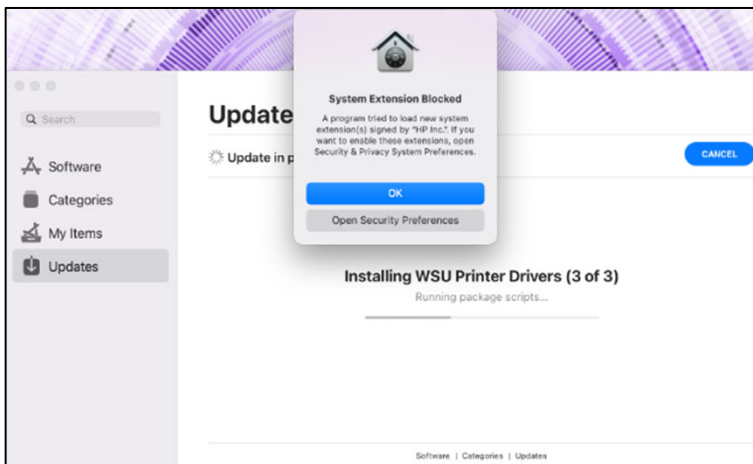 Search
Software
Categories
My Items
Updates
Update
Update in p
CANCEL
System Extension Blocked
A program tried to load new system
extension(s) signed by "HP Inc.". If you
want to enable these extensions, open
Security & Privacy System Preferences.
OK
Open Security Preferences
Installing WSU Printer Drivers (3 of 3)
Running package scripts...
Software | Categories | Updates